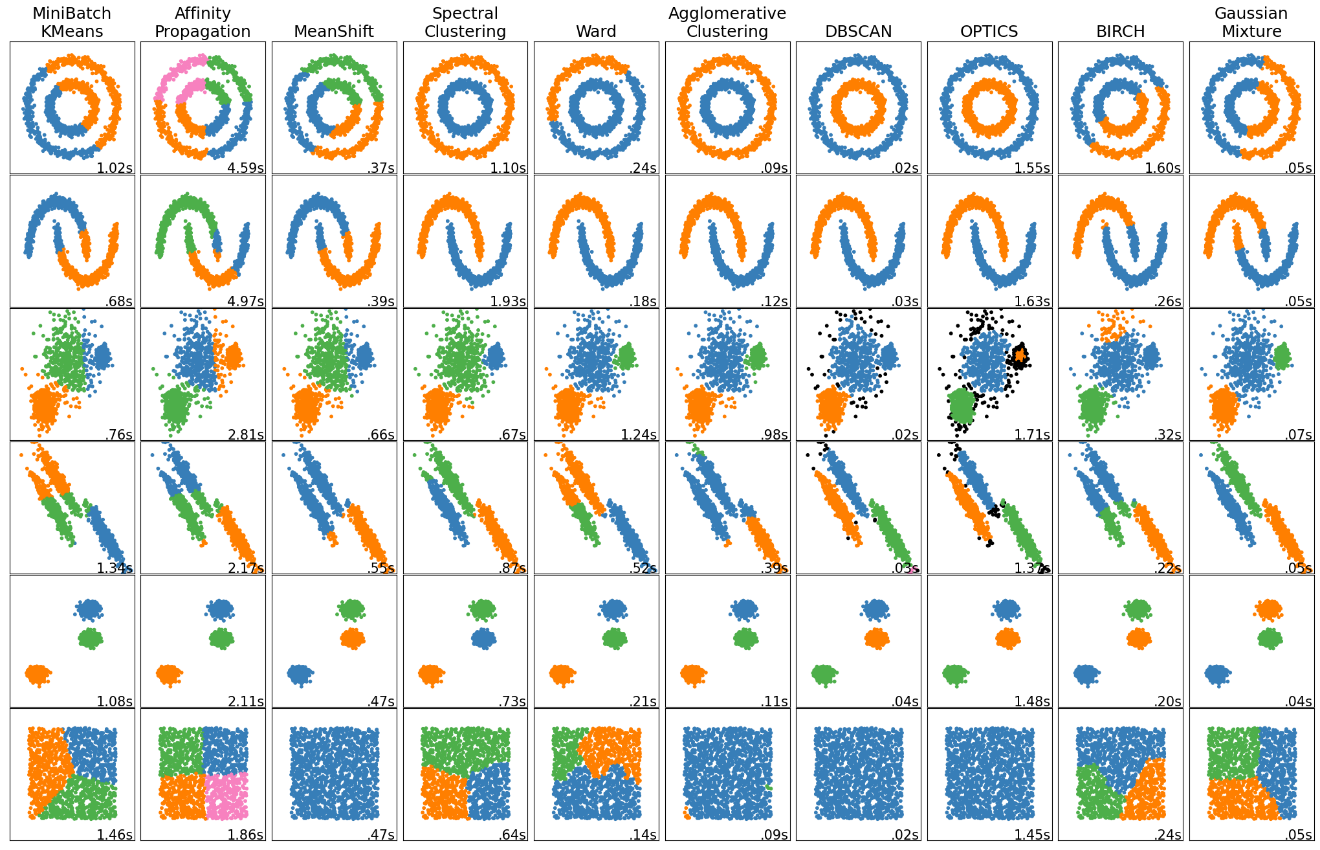 MiniBatch
KMeans
Affinity
Propagation
MeanShift
Spectral
Clustering
Ward
Agglomerative
Clustering
DBSCAN
OPTICS
BIRCH
Gaussian
Mixture
1.02s 4.59s .37s 1.10s .24s .09s .02s 1.55s 1.60s .05s
.68s 4.97s .39s 1.93s .18s .12s .03s 1.63s .26s .05s
.76s 2.81s .66s .67s 1.24s .98s .02s 1.71s .32s .07s
1.34s 2.17s .55s .87s .52s .39s .03s 1.37s .22s .05s
1.08s 2.11s .47s .73s .21s .11s .04s 1.48s .20s .04s
1.46s 1.86s .47s .64s .14s .09s .02s 1.45s .24s .05s